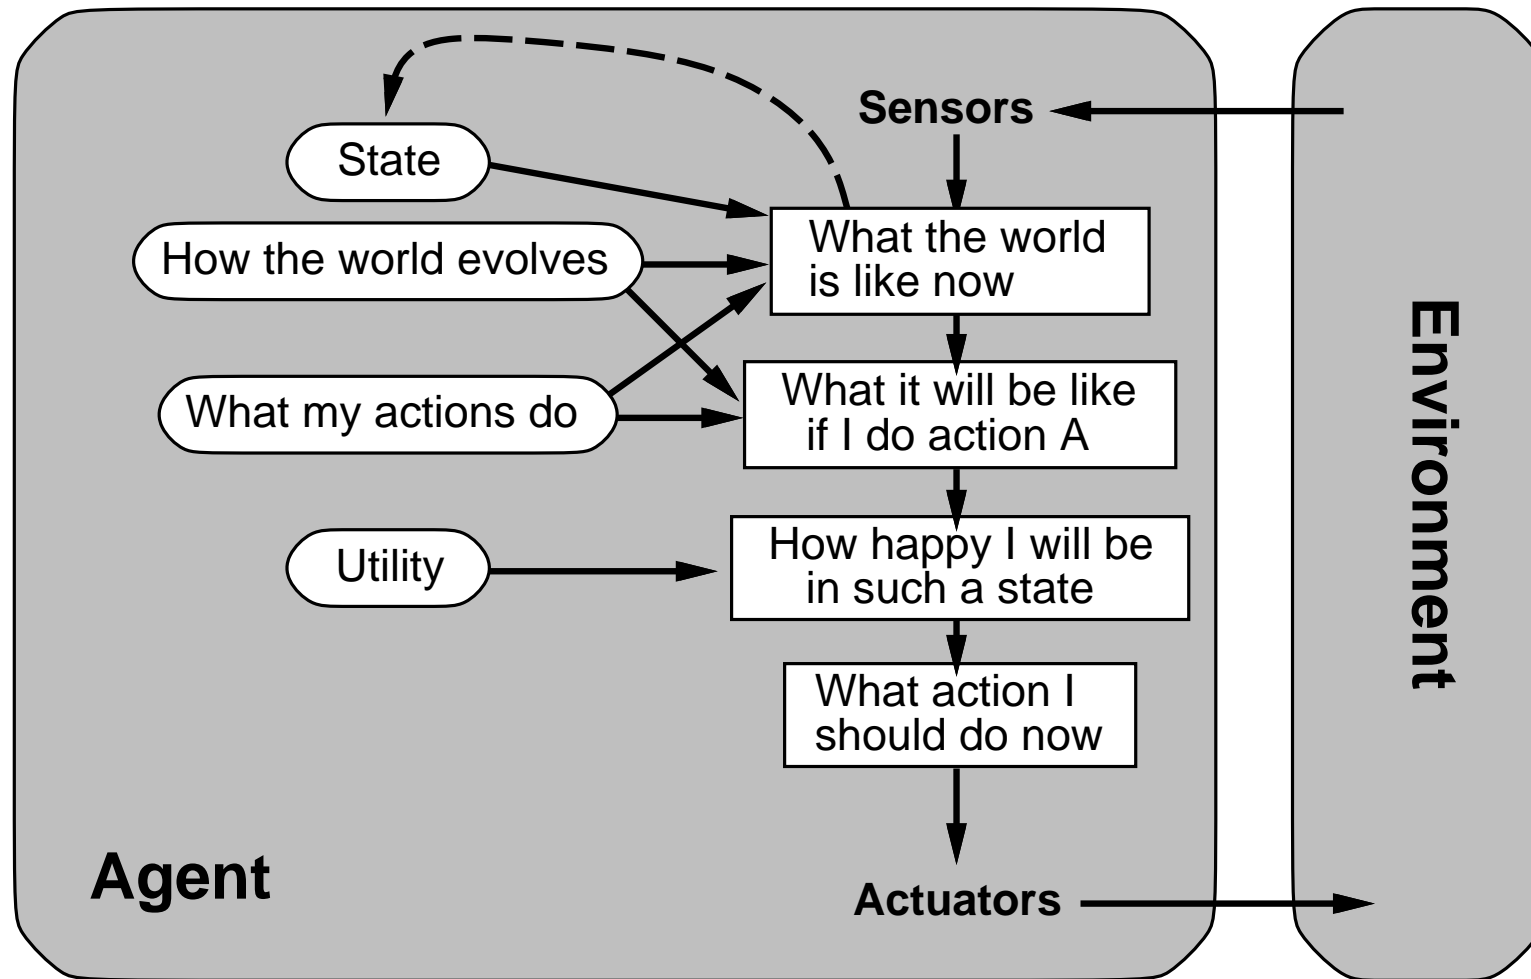 Sensors
State
What the world
is like now
How the world evolves
What it will be like
if I do action A
What my actions do
How happy I will be
in such a state
Utility
What action I
should do now
Agent
Actuators
Environment